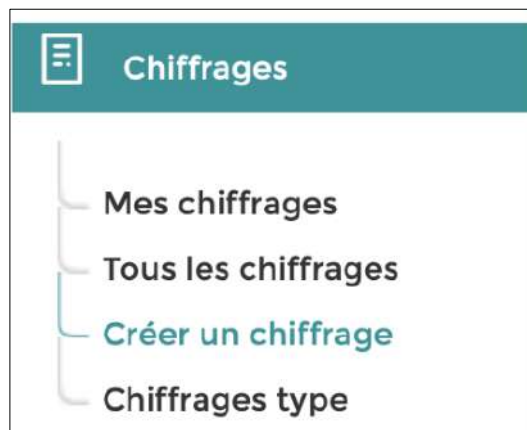 Chiffrages
Mes chiffrages
Tous les chiffrages
Créer un chiffrage
Chiffrages type